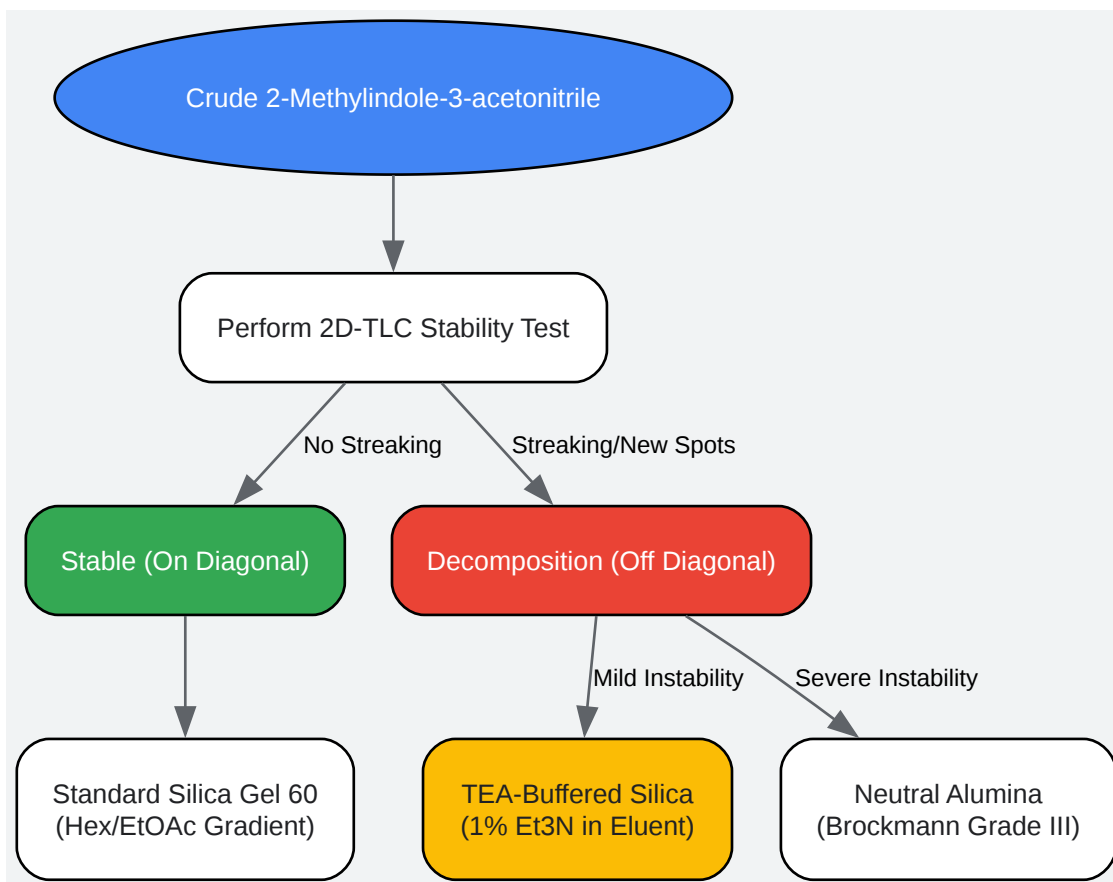 Crude 2-Methylindole-3-acetonitrile
Perform 2D-TLC Stability Test
No Streaking
Streaking/New Spots
Stable (On Diagonal)
Decomposition (Off Diagonal)
Mild Instability
Severe Instability
Standard Silica Gel 60
(Hex/EtOAc Gradient)
TEA-Buffered Silica
(1% Et3N in Eluent)
Neutral Alumina
(Brockmann Grade III)